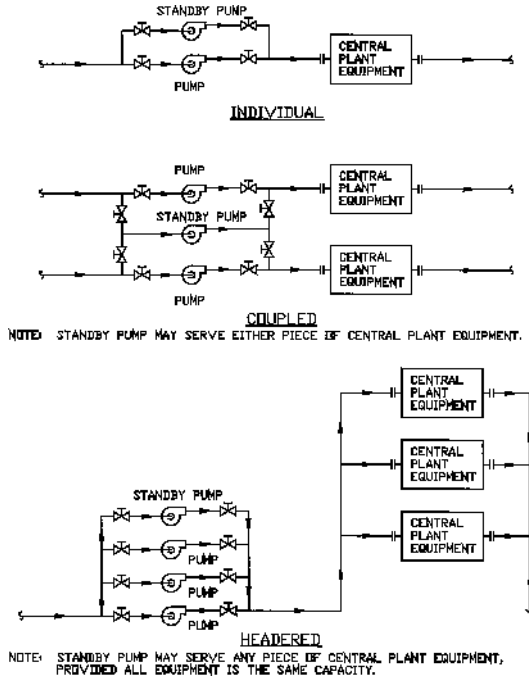 STANDBY PUMP
CENTRAL
PLANT
EQUIPMENT
PUMP
INDIVIDUAL
PUMP
CENTRAL
PLANT
EQUIPMENT
STANDBY PUMP
CENTRAL
PLANT
EQUIPMENT
PUMP
COUPLED
NOTE: STANDBY PUMP MAY SERVE EITHER PIECE OF CENTRAL PLANT EQUIPMENT.
CENTRAL
PLANT
EQUIPMENT
CENTRAL
PLANT
EQUIPMENT
STANDBY PUMP
CENTRAL
PLANT
EQUIPMENT
PUMP
PUMP
PUMP
HEADERED
NOTE: STANDBY PUMP MAY SERVE ANY PIECE OF CENTRAL PLANT EQUIPMENT,
PROVIDED ALL EQUIPMENT IS THE SAME CAPACITY.